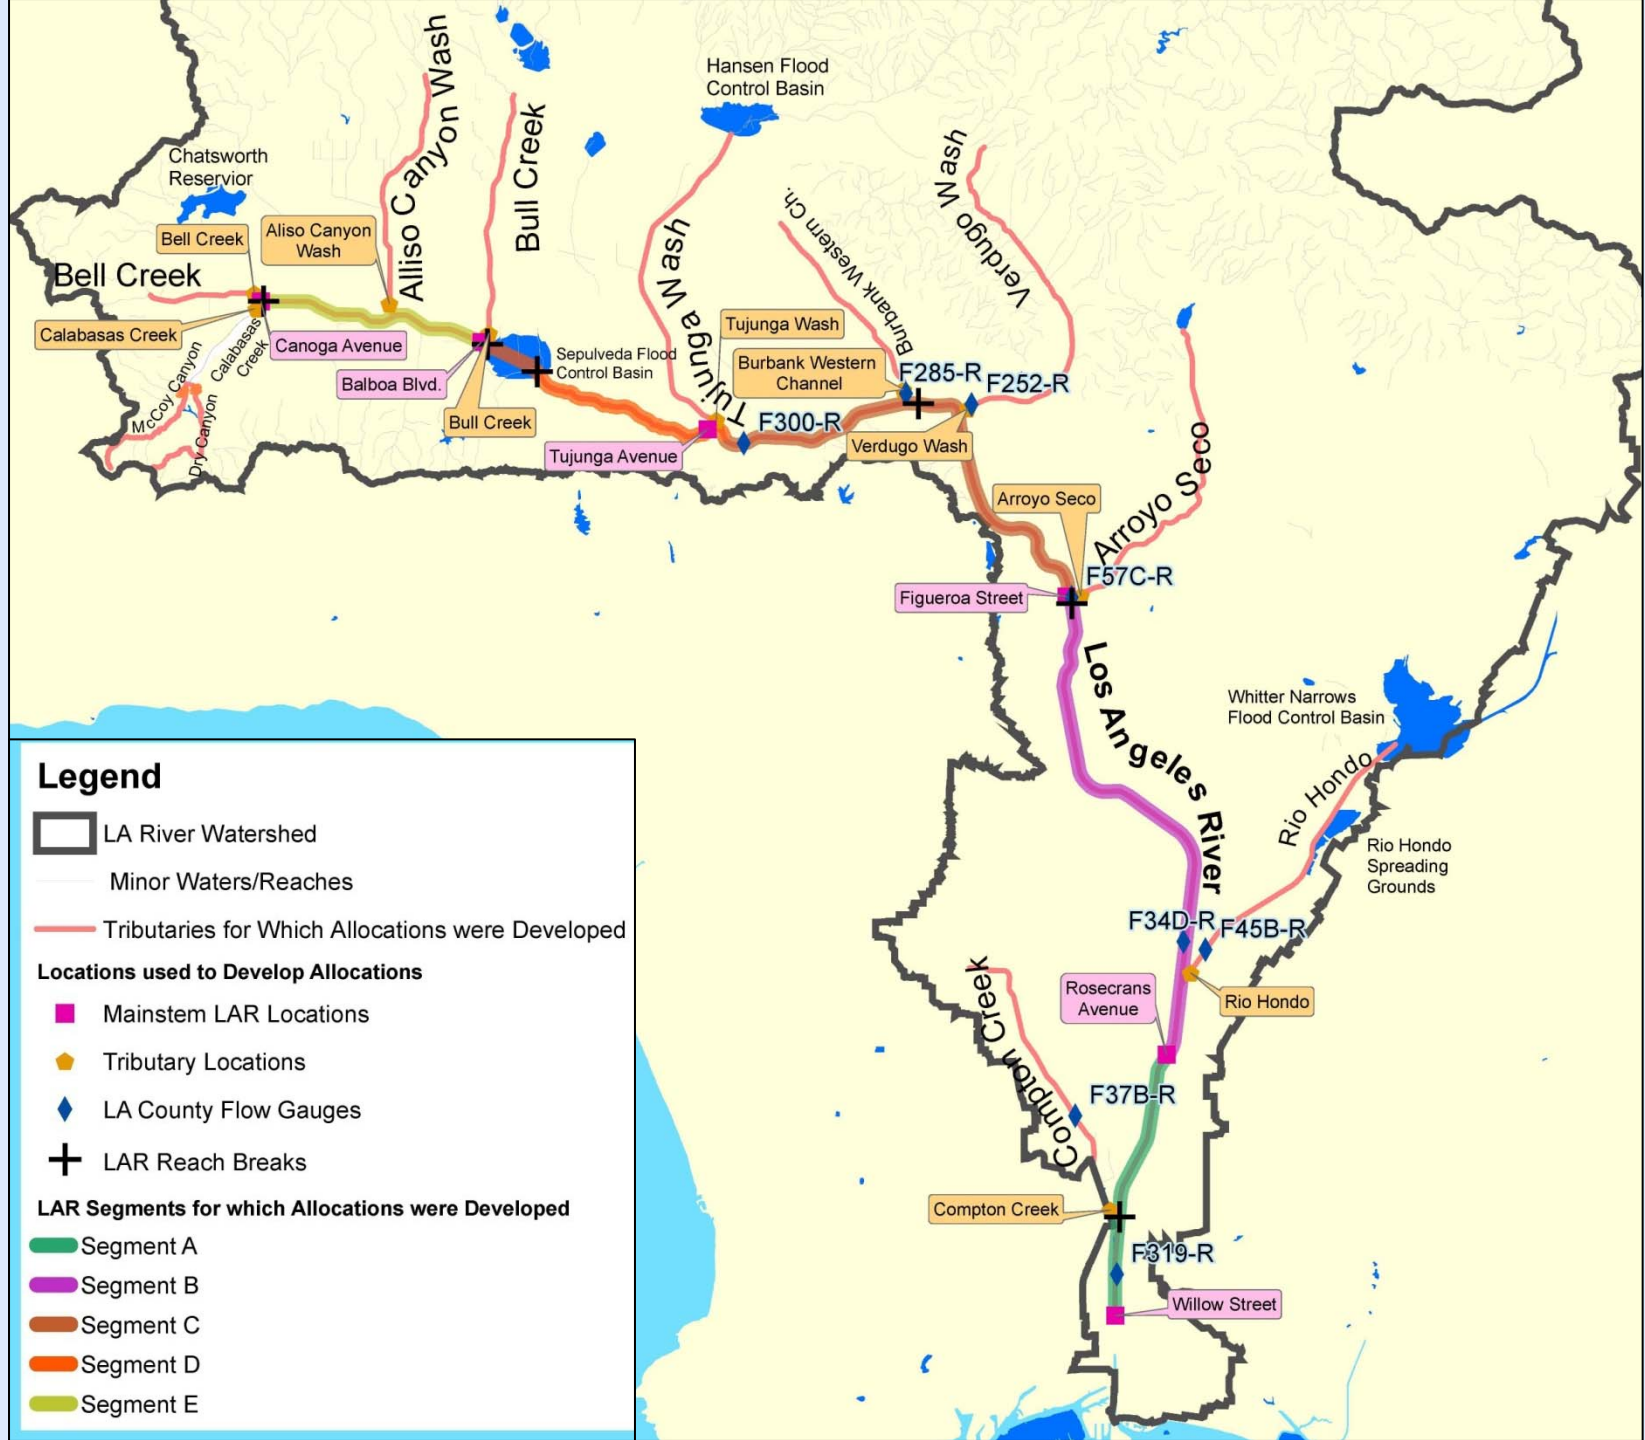 Hansen Flood
Control Basin
Alliso Canyon Wash
Bull Creek
Verdugo Wash
Chatsworth
Reservior
Burbank Western Ch.
Tujunga Wash
Bell Creek
Aliso Canyon
Wash
Bell Creek
Calabasas Creek
Canoga Avenue
Calabasas
Creek
McCoy Canyon
Dry Canyon
Balboa Blvd.
Bull Creek
Sepulveda Flood
Control Basin
Tujunga Wash
Burbank Western
Channel
F285-R
F252-R
F300-R
Verdugo Wash
Tujunga Avenue
Arroyo Seco
Arroyo Seco
F57C-R
Figueroa Street
Los Angeles River
Whitter Narrows
Flood Control Basin
Rio Hondo
Rio Hondo
Spreading
Grounds
F34D-R
F45B-R
Rosecrans
Avenue
Rio Hondo
Compton Creek
F37B-R
Compton Creek
F319-R
Willow Street
Legend
LA River Watershed
Minor Waters/Reaches
Tributaries for Which Allocations were Developed
Locations used to Develop Allocations
Mainstem LAR Locations
Tributary Locations
LA County Flow Gauges
LAR Reach Breaks
LAR Segments for which Allocations were Developed
Segment A
Segment B
Segment C
Segment D
Segment E